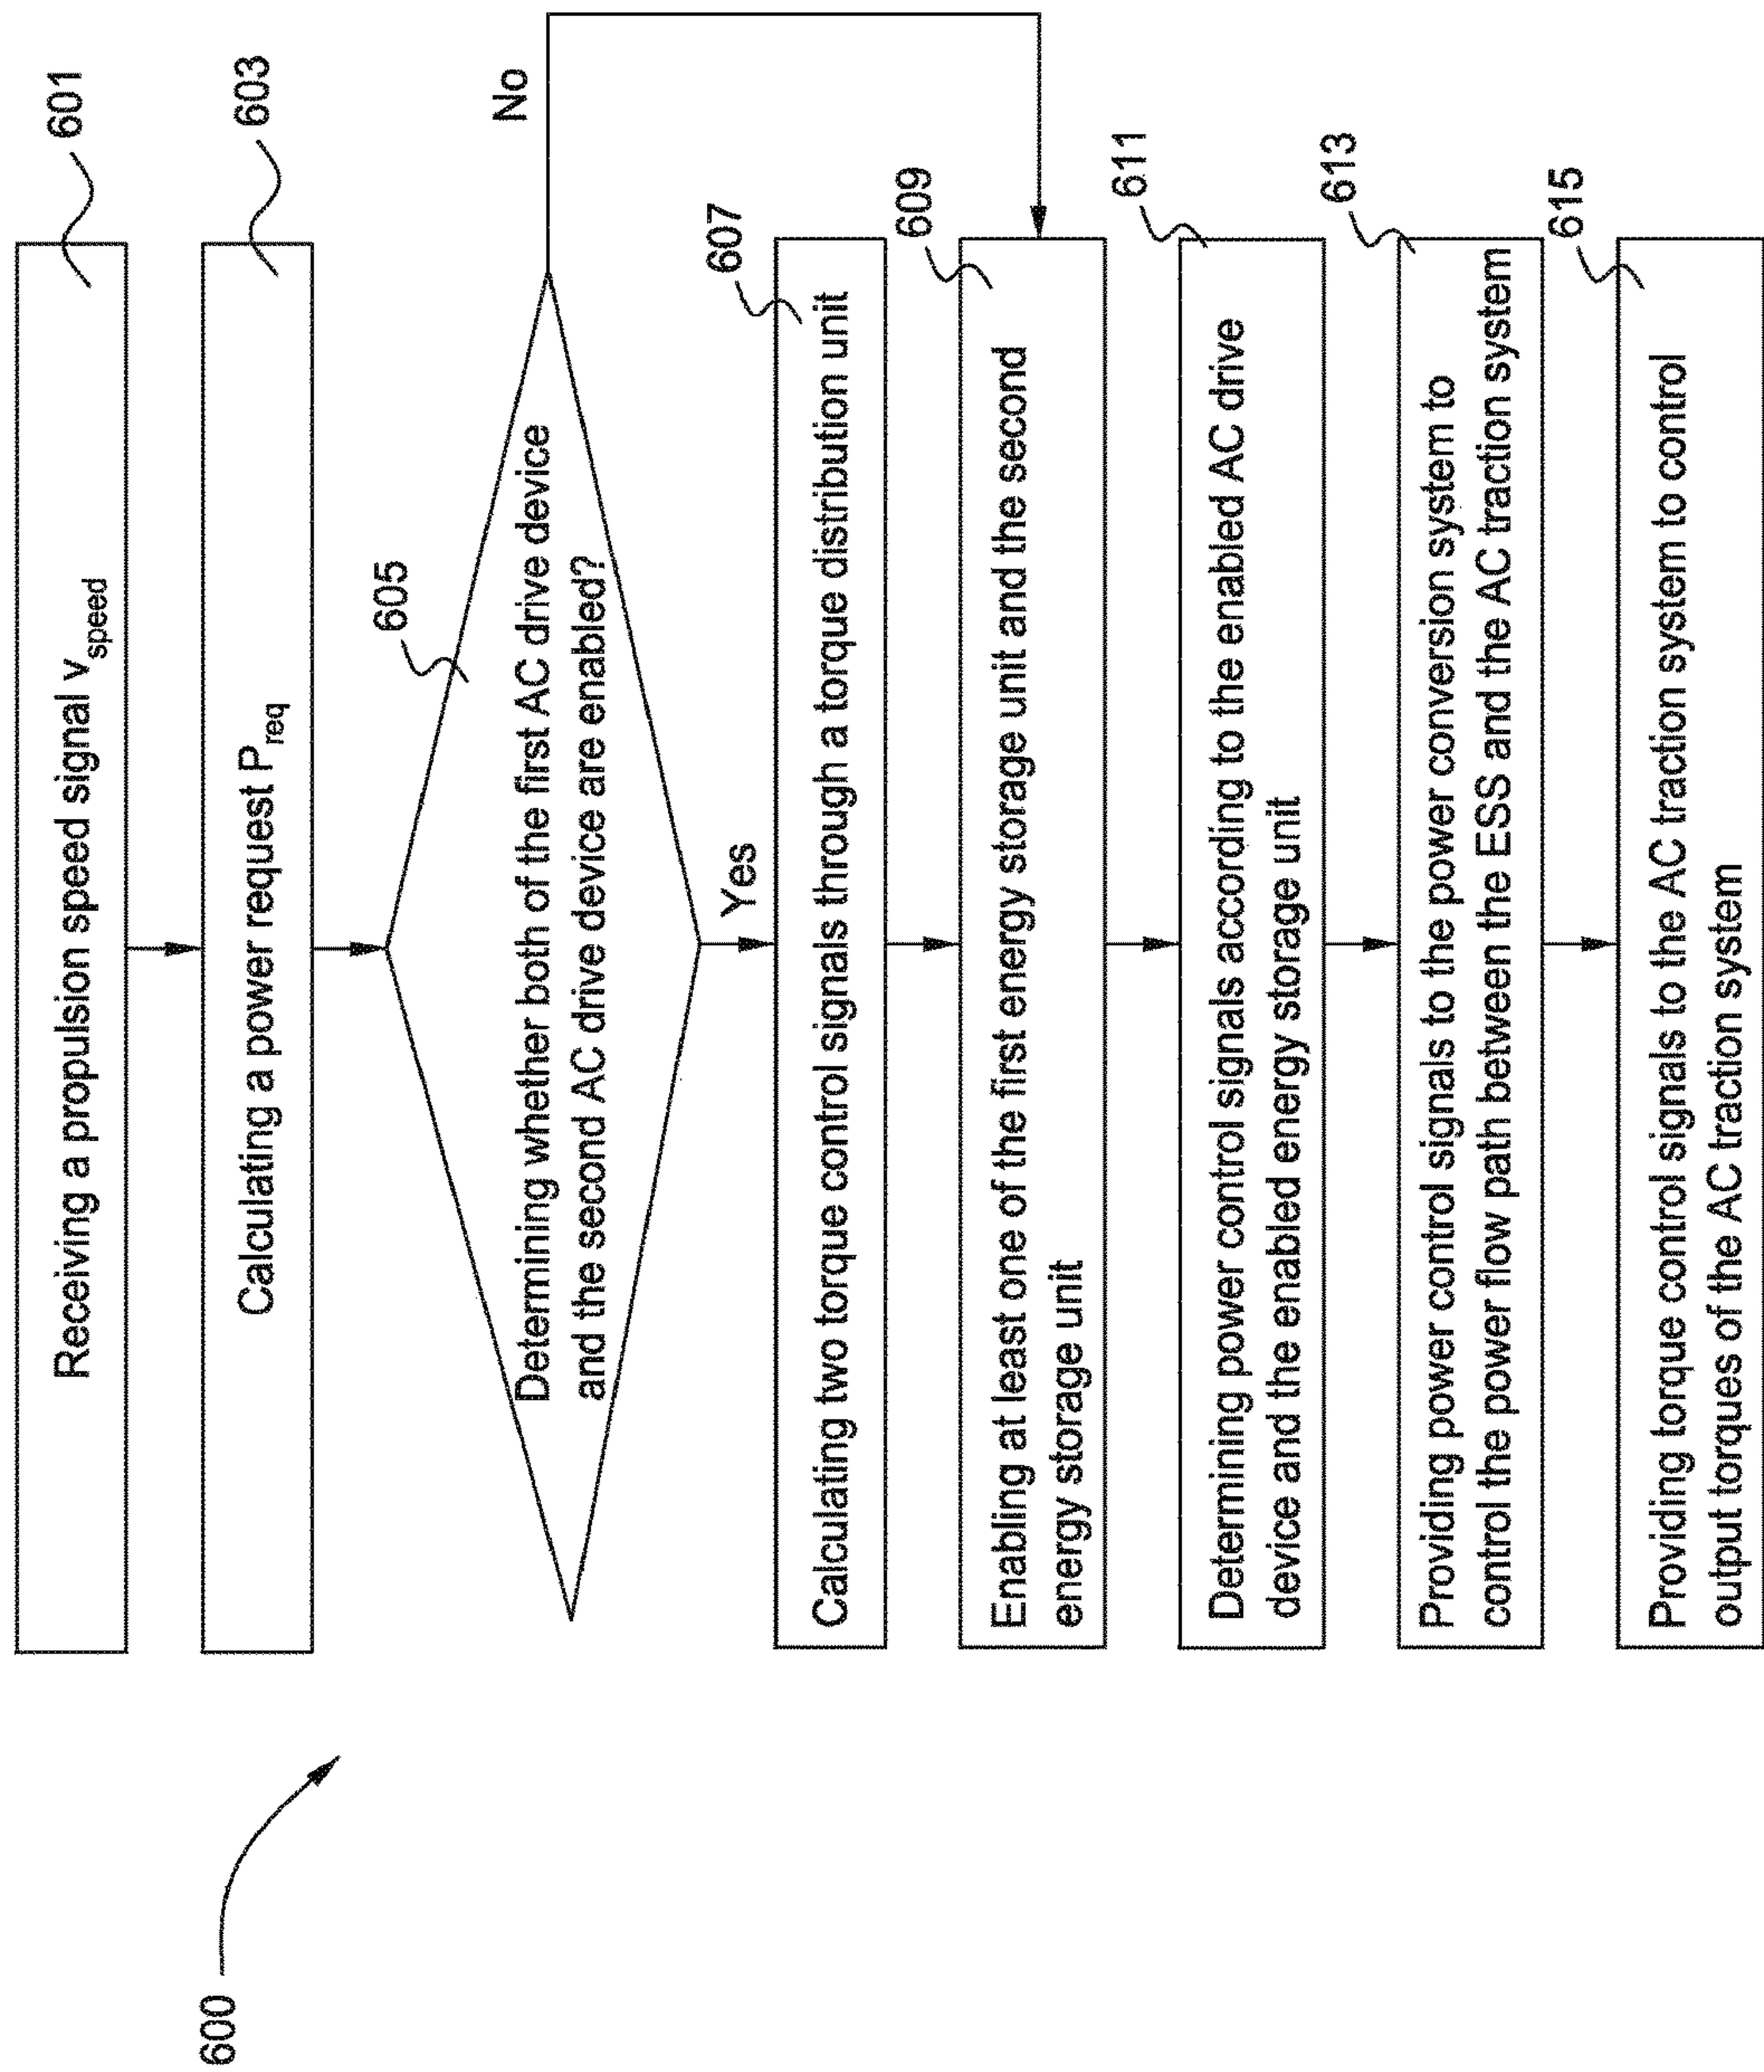 600
601
Receiving a propulsion speed signal vspeed
603
Calculating a power request Preq
605
Determining whether both of the first AC drive device
and the second AC drive device are enabled?
No
Yes
607
Calculating two torque control signals through a torque distribution unit
609
Enabling at least one of the first energy storage unit and the second
energy storage unit
611
Determining power control signals according to the enabled AC drive
device and the enabled energy storage unit
613
Providing power control signals to the power conversion system to
control the power flow path between the ESS and the AC traction system
615
Providing torque control signals to the AC traction system to control
output torques of the AC traction system